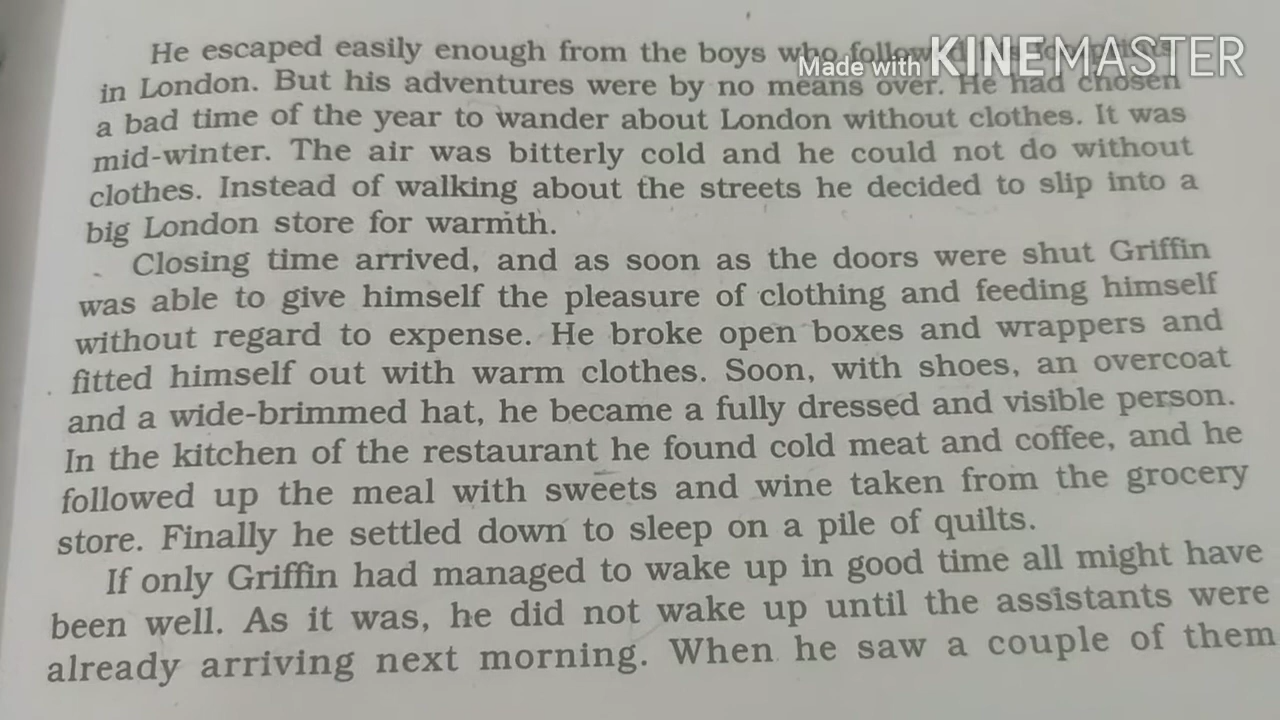 He escaped easily enough from the boys who
Made with KINEMASTER
in London. But his adventures were by no means over. He had chosen
a bad time of the year to wander about London without clothes. It was
mid-winter. The air was bitterly cold and he could not do without
clothes. Instead of walking about the streets he decided to slip into a
big London store for warmth.
Closing time arrived, and as soon as the doors were shut Griffin
was able to give himself the pleasure of clothing and feeding himself
without regard to expense. He broke open boxes and wrappers and
fitted himself out with warm clothes. Soon, with shoes, an overcoat
and a wide-brimmed hat, he became a fully dressed and visible person.
In the kitchen of the restaurant he found cold meat and coffee, and he
followed up the meal with sweets and wine taken from the grocery
store. Finally he settled down to sleep on a pile of quilts.
If only Griffin had managed to wake up in good time all might have
been well. As it was, he did not wake up until the assistants were
already arriving next morning. When he saw a couple of them